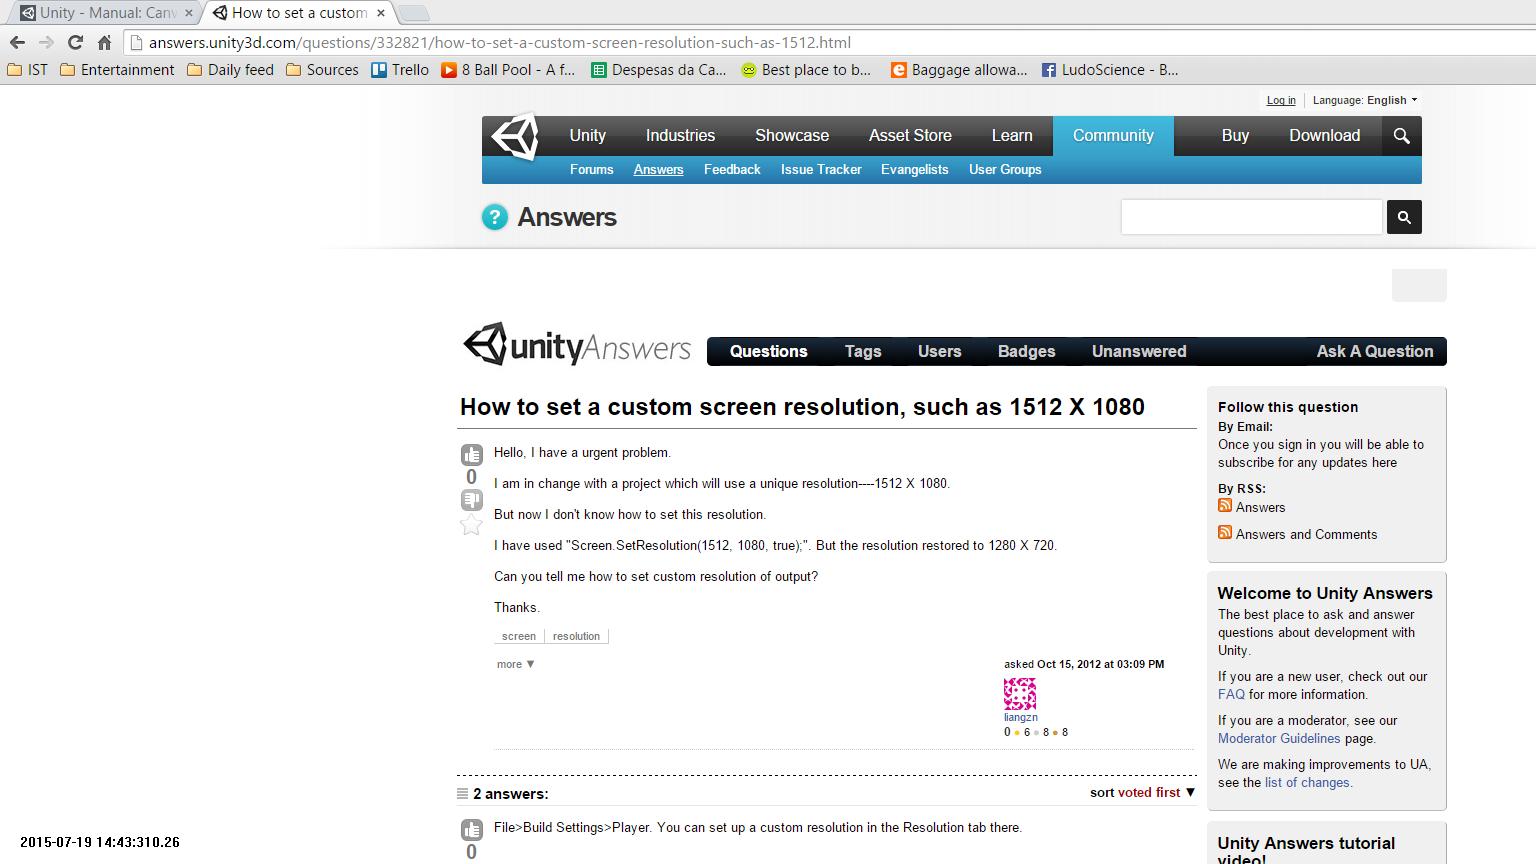 Unity - Manual: Canv
How to set a custom
answers.unity3d.com/questions/332821/how-to-set-a-custom-screen-resolution-such-as-1512.html
IST Entertainment Daily feed Sources Trello 8 Ball Pool - A f... Despesas da Ca... Best place to b... Baggage allowa... LudoScience - B...
Log in Language: English
Unity Industries Showcase Asset Store Learn Community Buy Download
Forums Answers Feedback Issue Tracker Evangelists User Groups
? Answers
unityAnswers
Questions Tags Users Badges Unanswered Ask A Question
How to set a custom screen resolution, such as 1512 X 1080
0
Hello, I have a urgent problem.
I am in change with a project which will use a unique resolution----1512 X 1080.
But now I don't know how to set this resolution.
I have used "Screen.SetResolution(1512, 1080, true);". But the resolution restored to 1280 X 720.
Can you tell me how to set custom resolution of output?
Thanks.
screen resolution
more ▼
asked Oct 15, 2012 at 03:09 PM
liangzn
0 ● 6 ● 8 ● 8
2 answers:
sort voted first ▼
File>Build Settings>Player. You can set up a custom resolution in the Resolution tab there.
0
Follow this question
By Email:
Once you sign in you will be able to
subscribe for any updates here
By RSS:
Answers
Answers and Comments
Welcome to Unity Answers
The best place to ask and answer
questions about development with
Unity.
If you are a new user, check out our
FAQ for more information.
If you are a moderator, see our
Moderator Guidelines page.
We are making improvements to UA,
see the list of changes.
Unity Answers tutorial
video!
2015-07-19 14:43:310.26